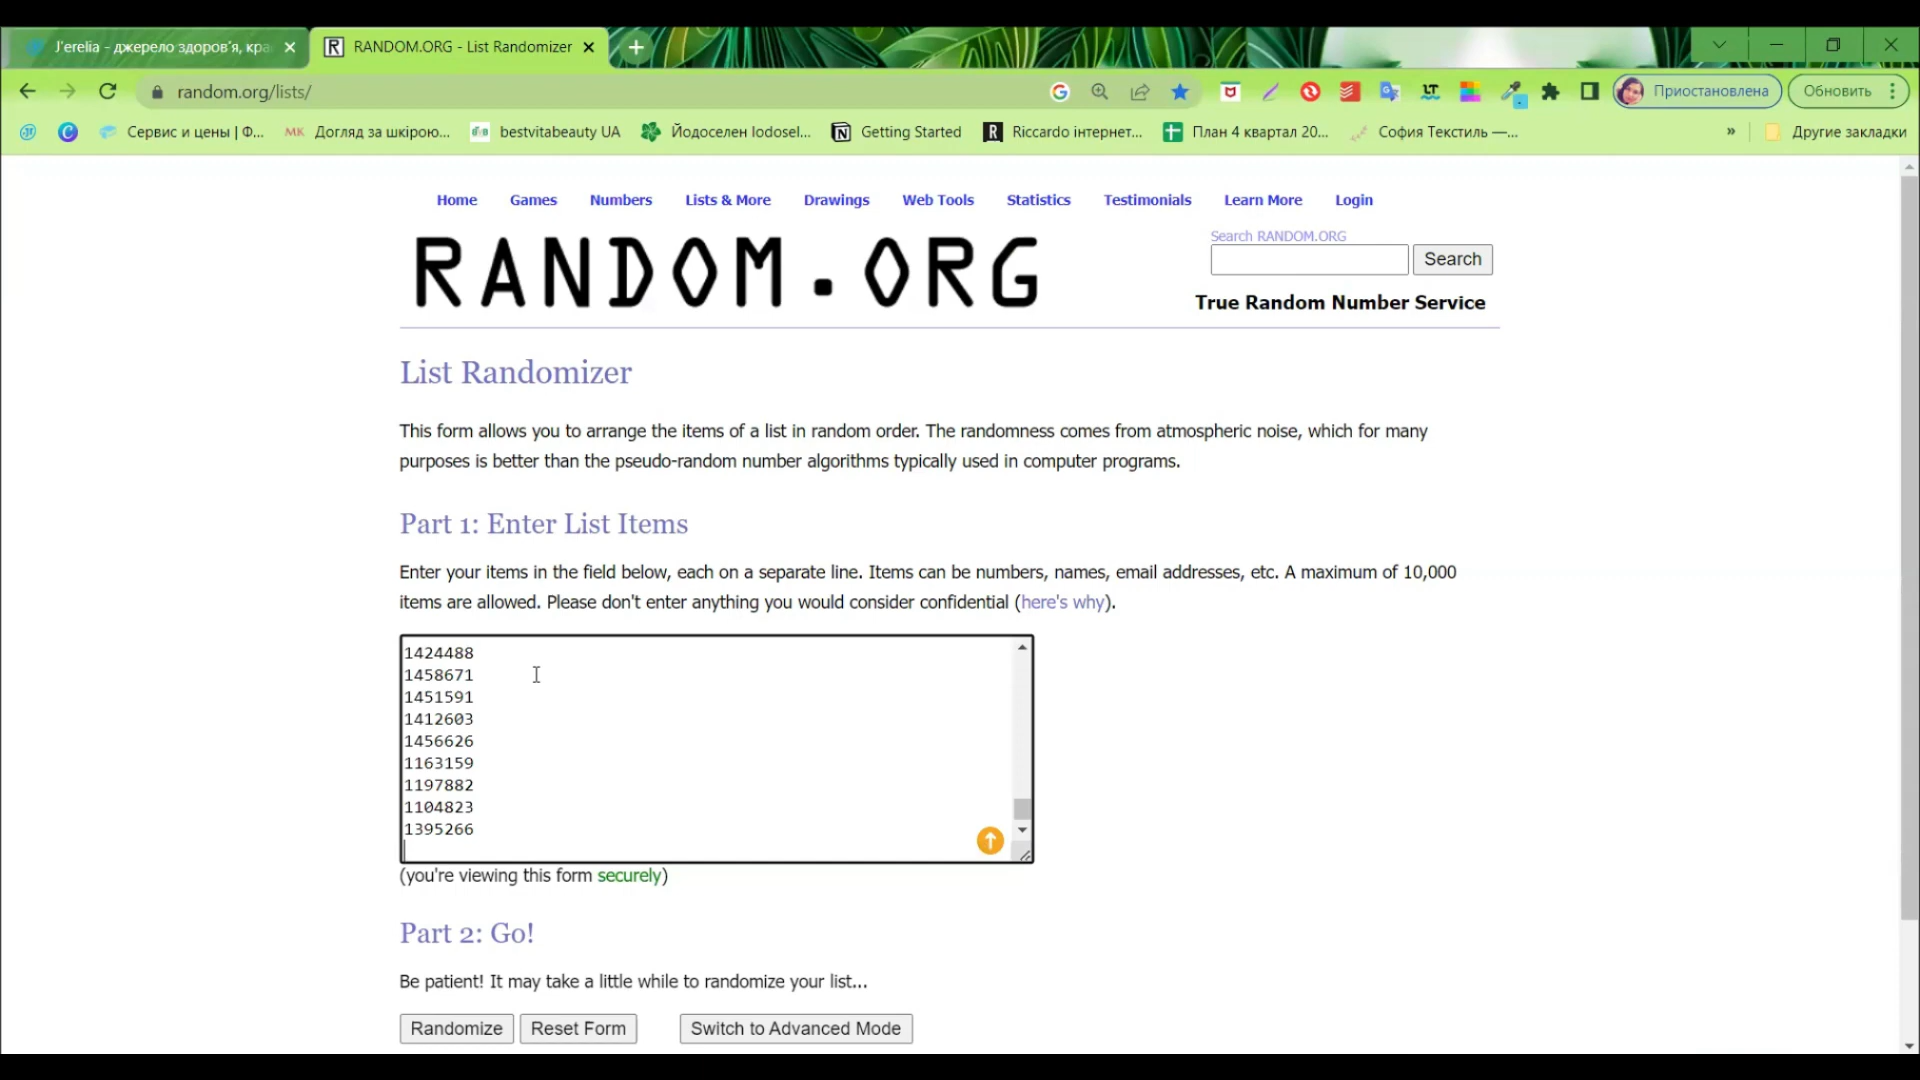 J'erelia - джерело здоров'я, кра
RANDOM.ORG - List Randomizer
random.org/lists/
Приостановлена
Обновить
Сервис и цены | Ф...
Догляд за шкірою...
bestvitabeauty UA
Йодоселен Iodosel...
Getting Started
Riccardo інтернет...
План 4 квартал 20...
София Текстиль —...
»
Другие закладки
Home Games Numbers Lists & More Drawings Web Tools Statistics Testimonials Learn More Login
RANDOM.ORG
Search RANDOM.ORG
Search
True Random Number Service
List Randomizer
This form allows you to arrange the items of a list in random order. The randomness comes from atmospheric noise, which for many
purposes is better than the pseudo-random number algorithms typically used in computer programs.
Part 1: Enter List Items
Enter your items in the field below, each on a separate line. Items can be numbers, names, email addresses, etc. A maximum of 10,000
items are allowed. Please don't enter anything you would consider confidential (here's why).
1424488
1458671
1451591
1412603
1456626
1163159
1197882
1104823
1395266
(you're viewing this form securely)
Part 2: Go!
Be patient! It may take a little while to randomize your list...
Randomize Reset Form Switch to Advanced Mode